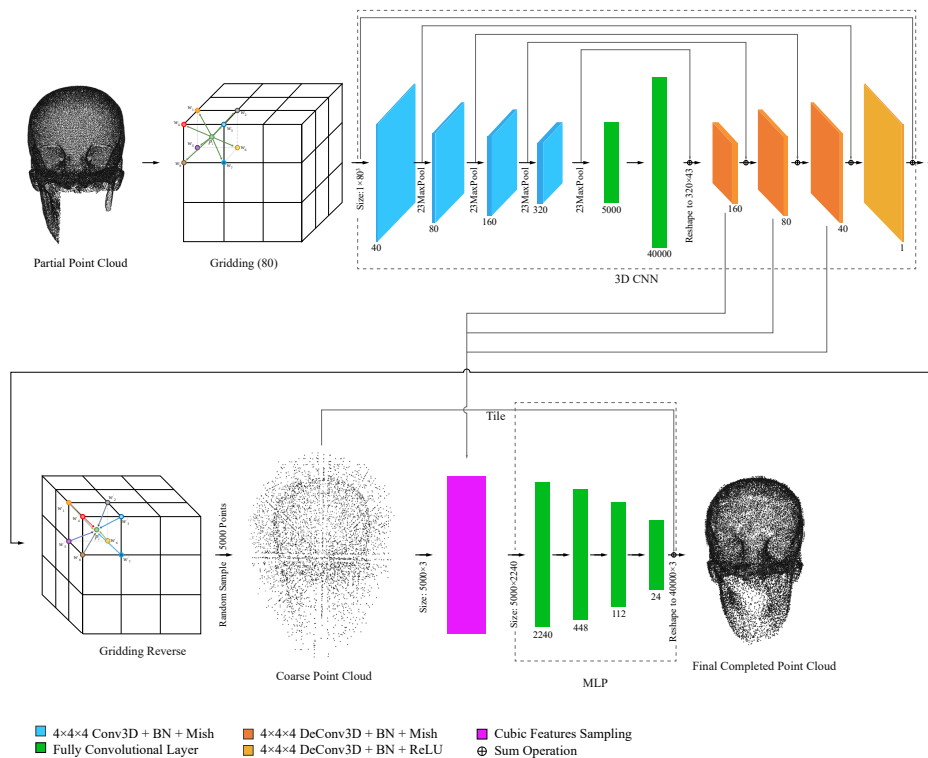 Size:1×80³
23MaxPool
23MaxPool
23MaxPool
23MaxPool
Reshape to 320×43
40
80
160
320
5000
40000
160
80
40
1
Partial Point Cloud
Gridding (80)
3D CNN
Tile
Random Sample 5000 Points
Size: 5000×3
Size: 5000×2240
2240
448
112
24
Reshape to 40000×3
Gridding Reverse
Coarse Point Cloud
MLP
Final Completed Point Cloud
4×4×4 Conv3D + BN + Mish
4×4×4 DeConv3D + BN + Mish
Cubic Features Sampling
Fully Convolutional Layer
4×4×4 DeConv3D + BN +ReLU
Sum Operation